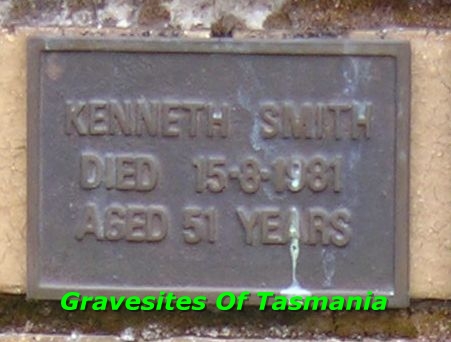 KENNETH SMITH
DIED 15-8-1981
AGED 51 YEARS
Gravesites Of Tasmania